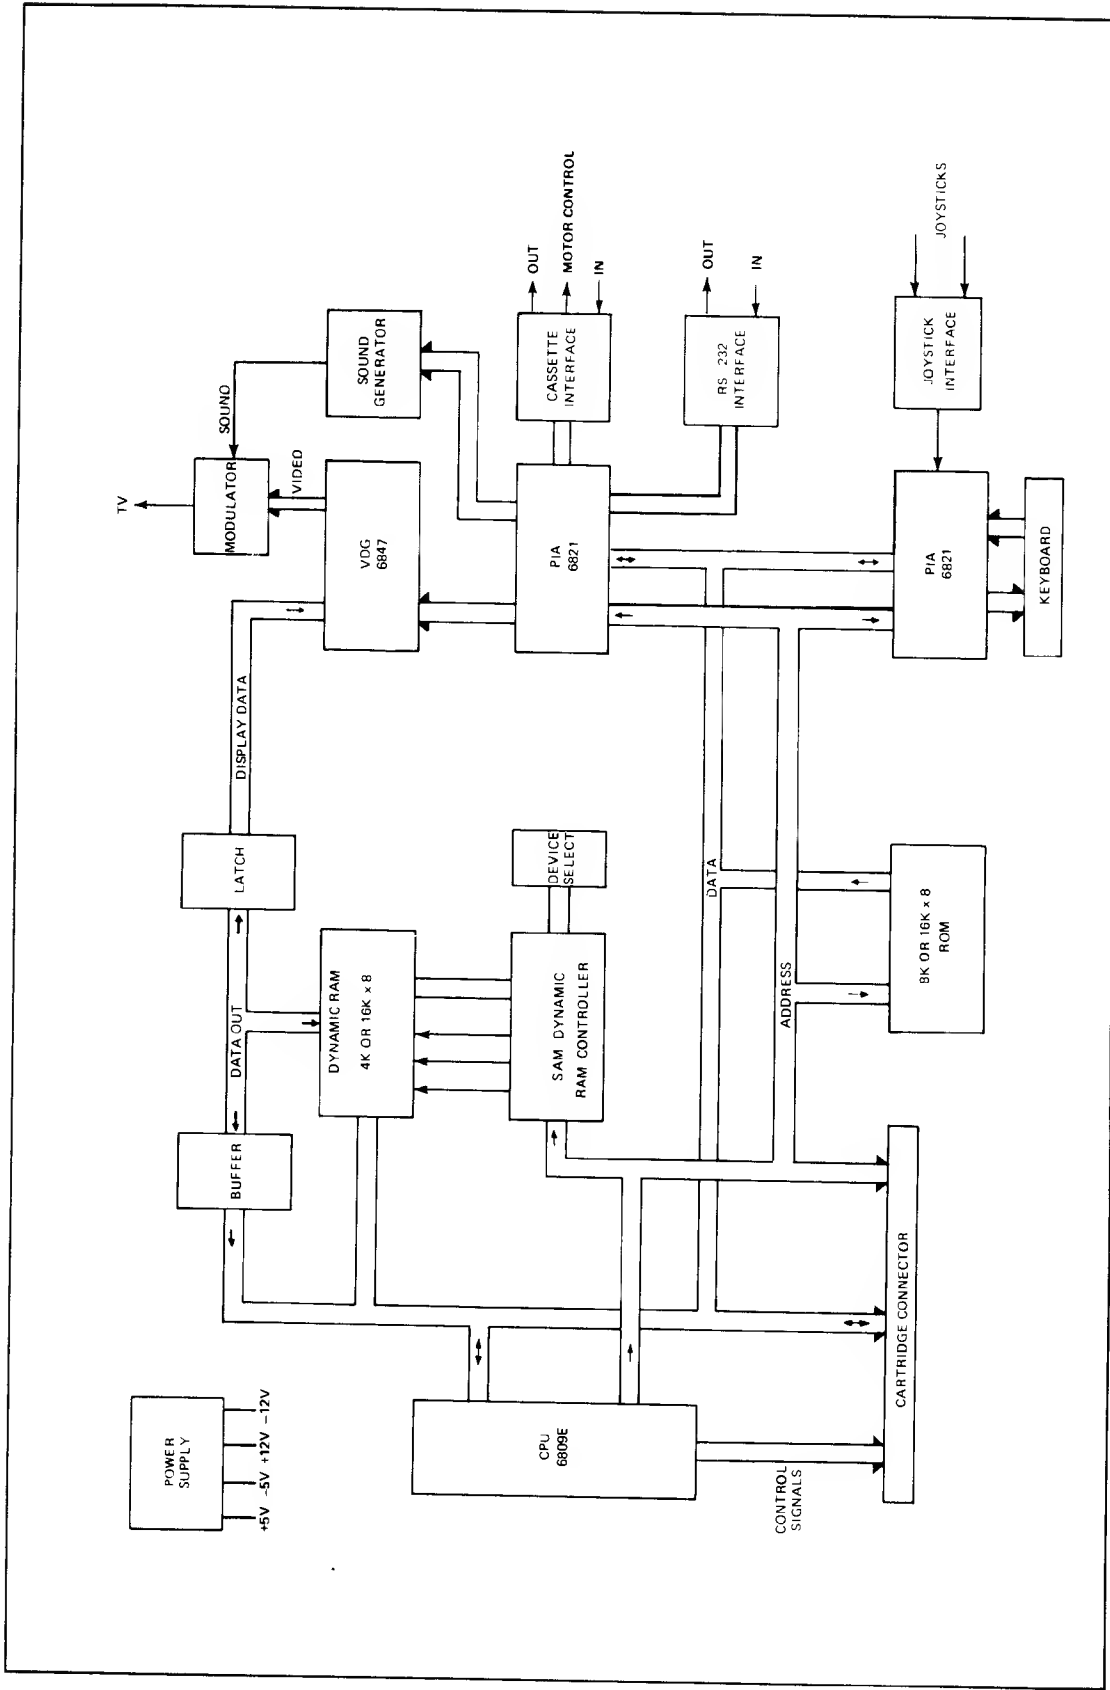 POWER
SUPPLY
+5V
-5V
+12V
-12V
BUFFER
DATA OUT
LATCH
DISPLAY DATA
TV
MODULATOR
SOUND
VIDEO
SOUND
GENERATOR
VDG
6847
DYNAMIC RAM
4K OR 16K x 8
SAM DYNAMIC
RAM CONTROLLER
DEVICE
SELECT
CPU
6809E
CONTROL
SIGNALS
PIA
6821
CASSETTE
INTERFACE
OUT
MOTOR CONTROL
IN
RS 232
INTERFACE
OUT
IN
DATA
ADDRESS
CARTRIDGE CONNECTOR
8K OR 16K x 8
ROM
PIA
6821
KEYBOARD
JOYSTICK
INTERFACE
JOYSTICKS